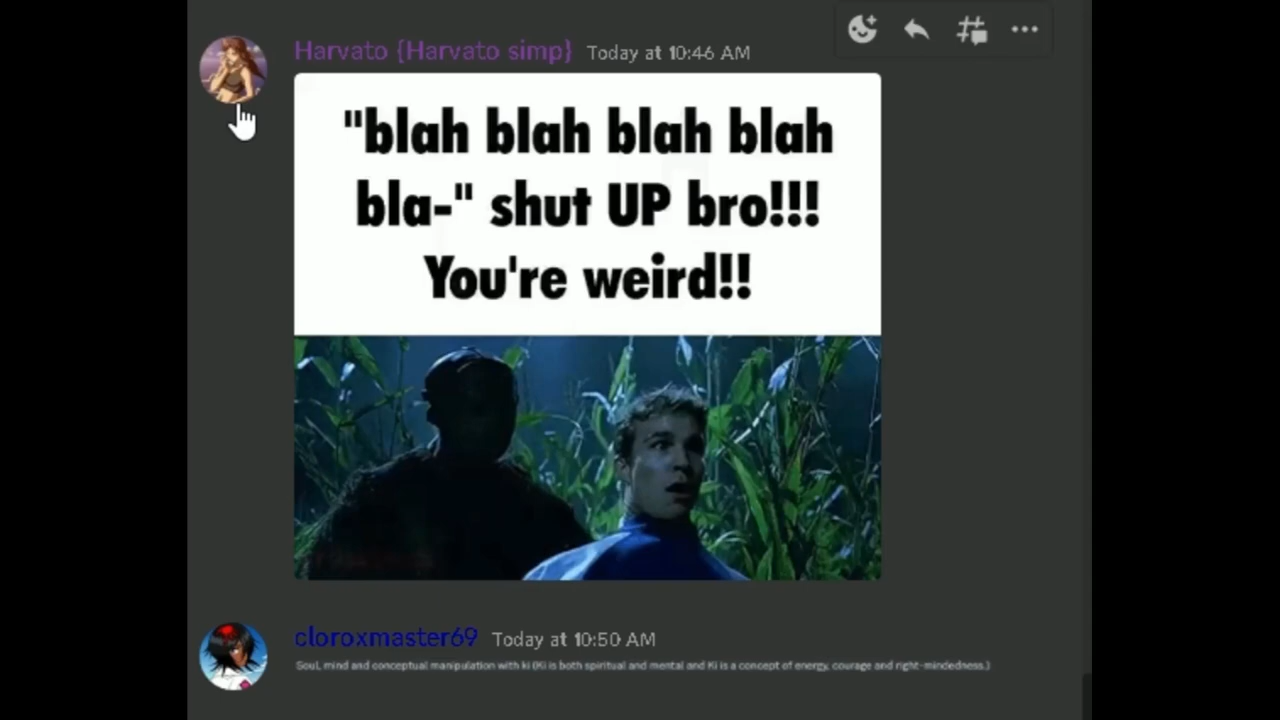 Harvato {Harvato simp} Today at 10:46 AM
"blah blah blah blah
bla-" shut UP bro!!!
You're weird!!
cloroxmaster69 Today at 10:50 AM
Soul, mind and conceptual manipulation with ki (Ki is both spiritual and mental and Ki is a concept of energy, courage and right-mindedness.)